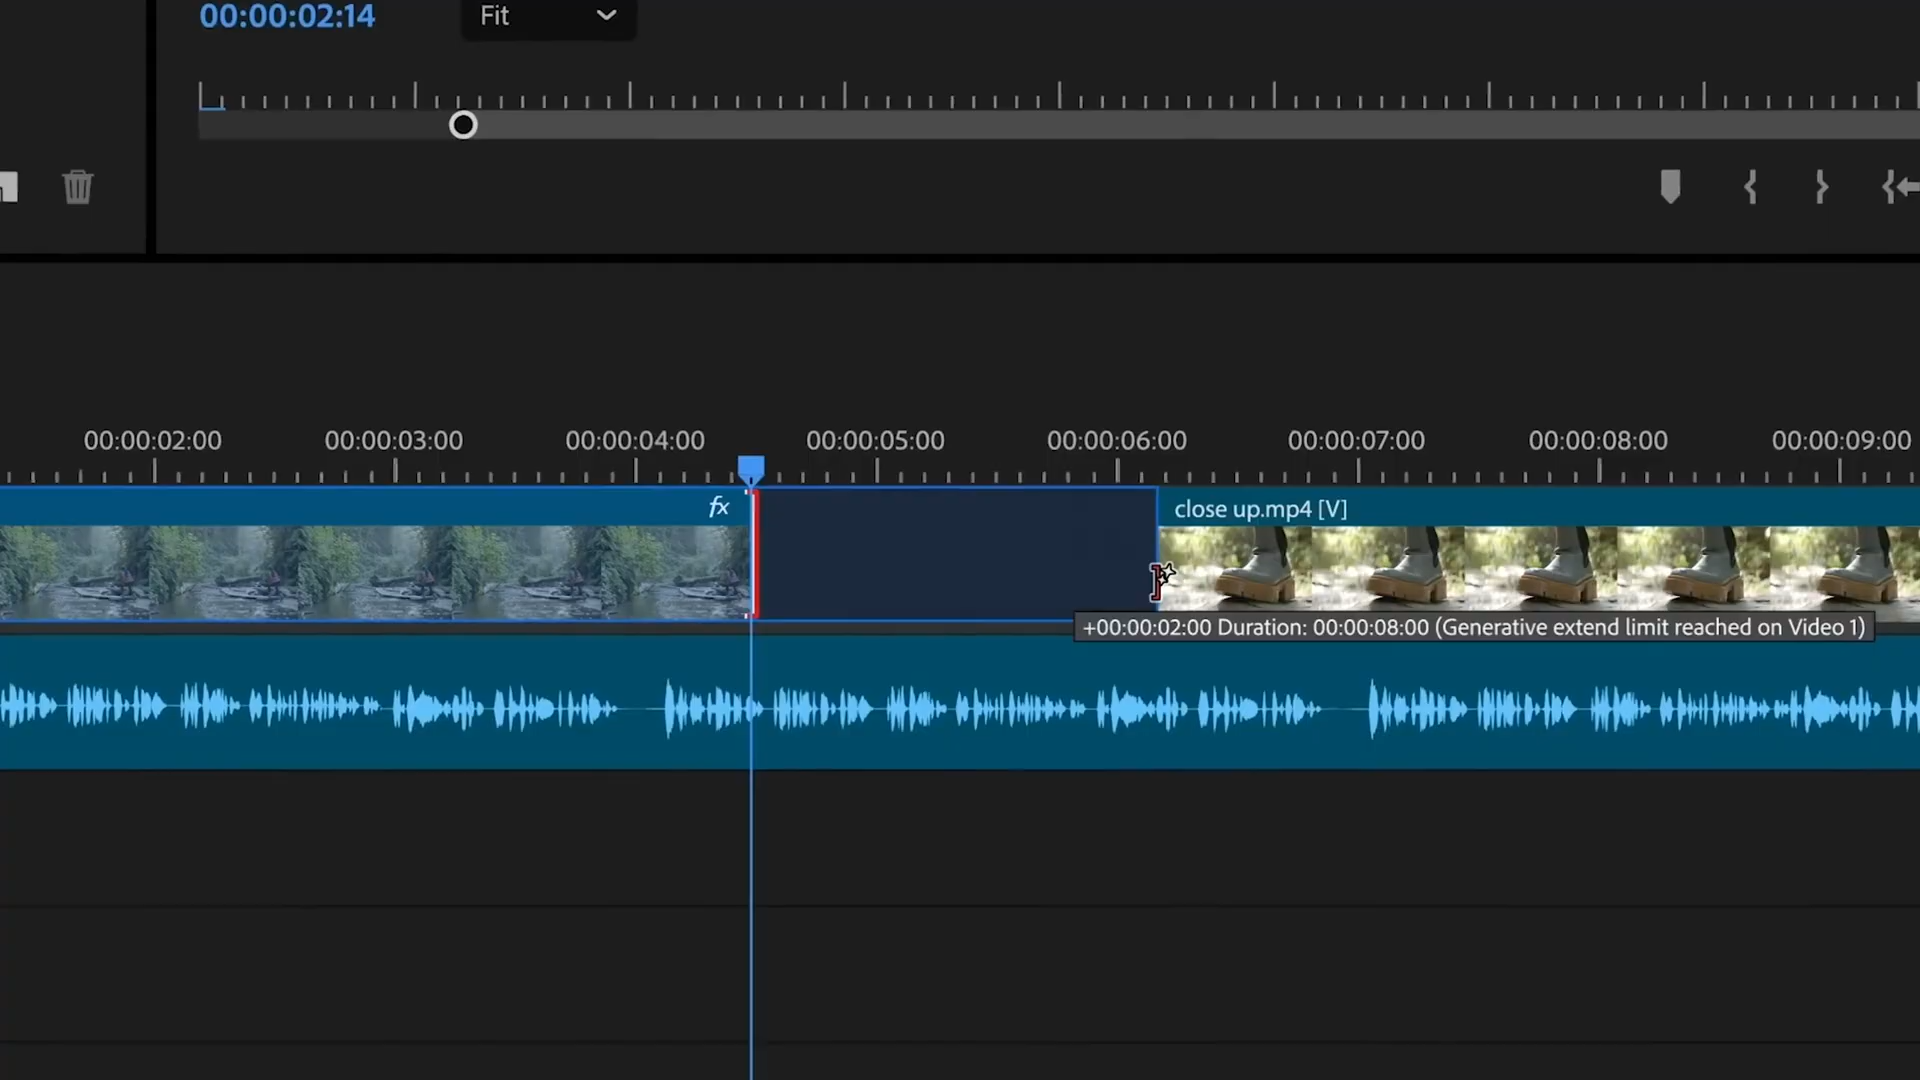 00:00:02:14 Fit
00:00:02:00 00:00:03:00 00:00:04:00 00:00:05:00 00:00:06:00 00:00:07:00 00:00:08:00 00:00:09:00
fx close up.mp4 [V]
+00:00:02:00 Duration: 00:00:08:00 (Generative extend limit reached on Video 1)